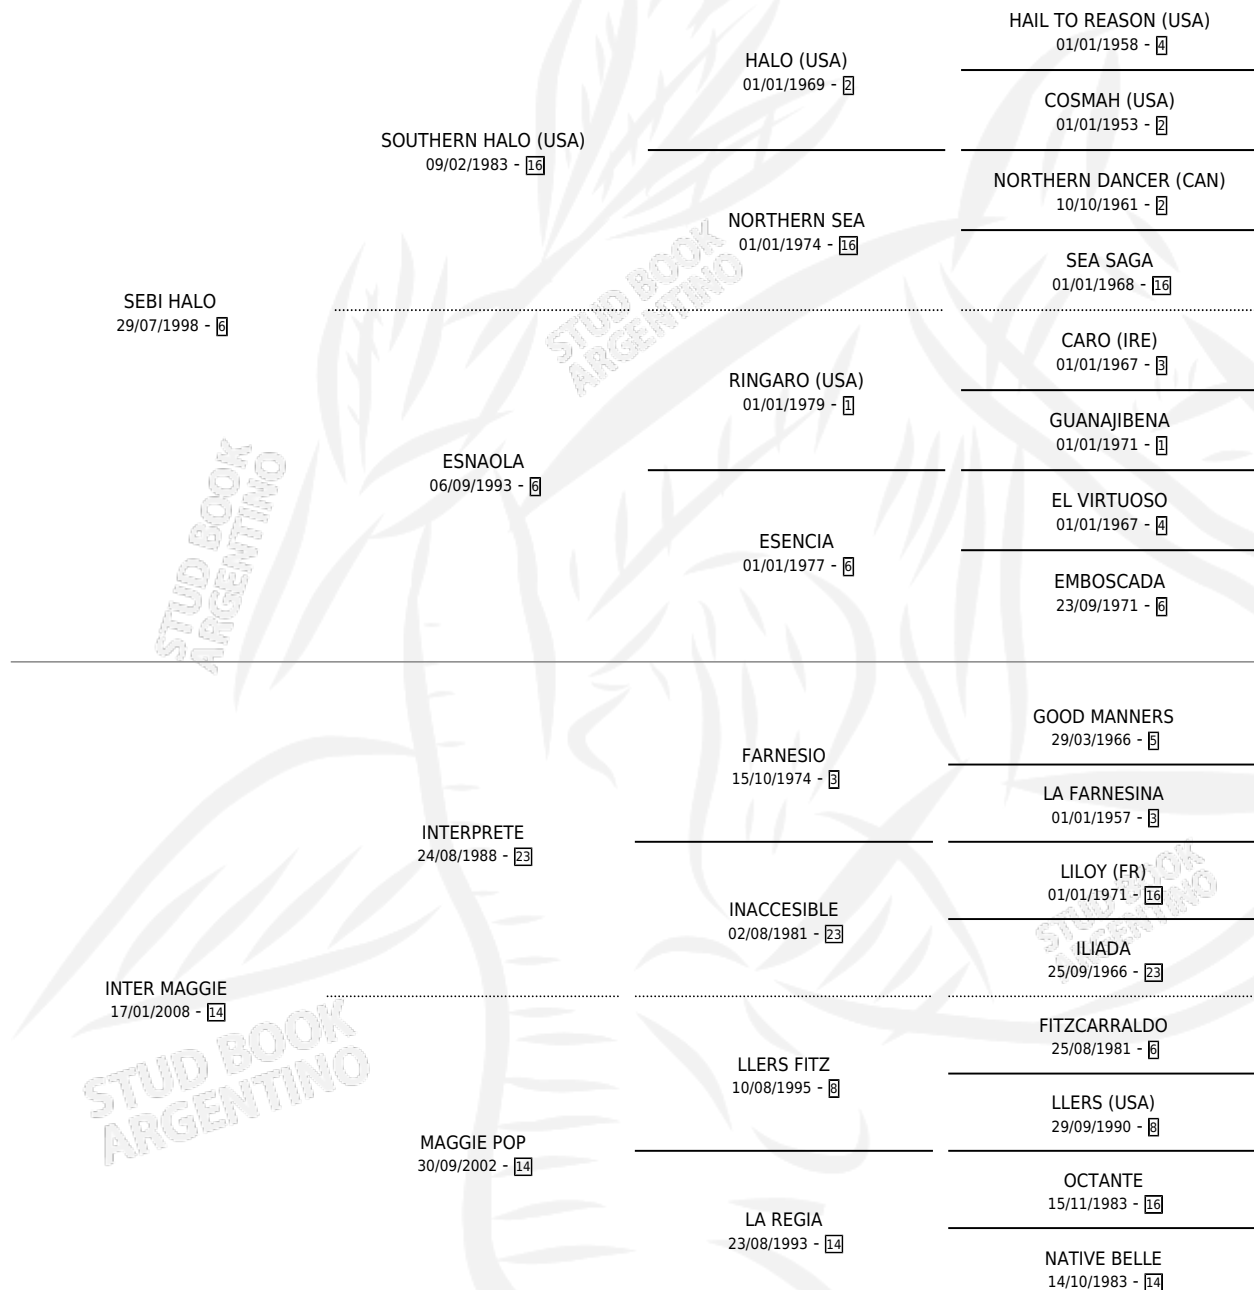 HAIL TO REASON (USA)
01/01/1958 - 4
HALO (USA)
01/01/1969 - 2
COSMAH (USA)
01/01/1953 - 2
SOUTHERN HALO (USA)
09/02/1983 - 16
NORTHERN DANCER (CAN)
10/10/1961 - 2
NORTHERN SEA
01/01/1974 - 16
SEA SAGA
01/01/1968 - 16
SEBI HALO
29/07/1998 - 6
CARO (IRE)
01/01/1967 - 3
RINGARO (USA)
01/01/1979 - 1
GUANAJIBENA
01/01/1971 - 1
ESNAOLA
06/09/1993 - 6
EL VIRTUOSO
01/01/1967 - 4
ESENCIA
01/01/1977 - 6
EMBOSCADA
23/09/1971 - 6
STUD BOOK
ARGENTINO
STUD BOOK
ARGENTINO
GOOD MANNERS
29/03/1966 - 5
FARNESIO
15/10/1974 - 3
LA FARNESINA
01/01/1957 - 3
INTERPRETE
24/08/1988 - 23
LILOY (FR)
01/01/1971 - 16
INACCESIBLE
02/08/1981 - 23
ILIADA
25/09/1966 - 23
STUD BOOK
ARGENTINO
INTER MAGGIE
17/01/2008 - 14
FITZCARRALDO
25/08/1981 - 6
LLERS FITZ
10/08/1995 - 8
LLERS (USA)
29/09/1990 - 8
MAGGIE POP
30/09/2002 - 14
OCTANTE
15/11/1983 - 16
LA REGIA
23/08/1993 - 14
NATIVE BELLE
14/10/1983 - 14
STUD BOOK
ARGENTINO